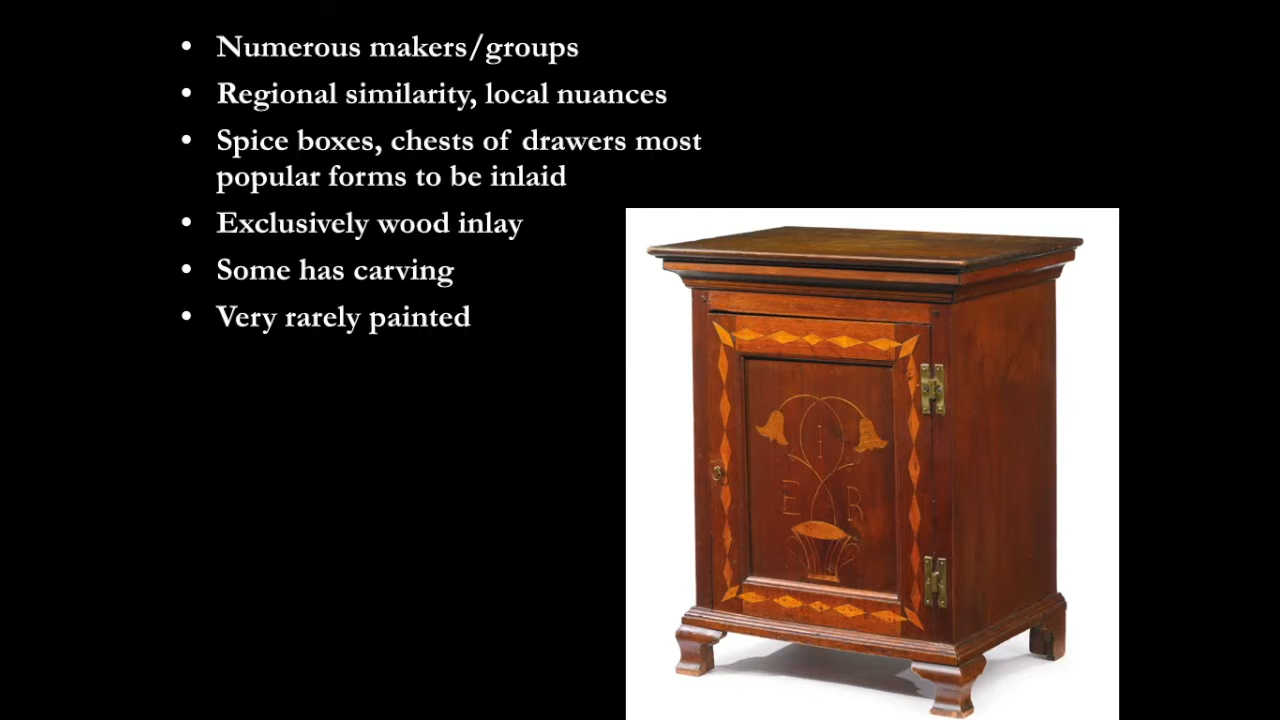 • Numerous makers/groups
• Regional similarity, local nuances
• Spice boxes, chests of drawers most
popular forms to be inlaid
• Exclusively wood inlay
• Some has carving
• Very rarely painted
I
E R